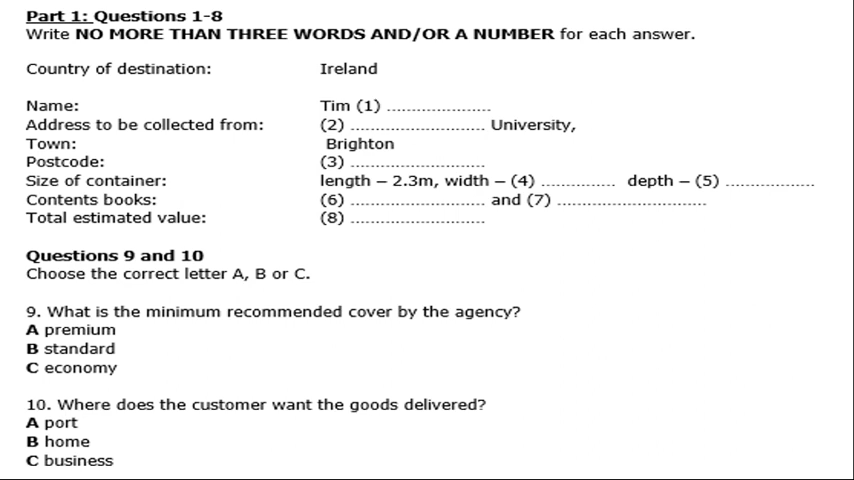 Part 1: Questions 1-8
Write NO MORE THAN THREE WORDS AND/OR A NUMBER for each answer.
Country of destination: Ireland
Name: Tim (1) .....................
Address to be collected from: (2) .......................... University,
Town: Brighton
Postcode: (3) ..........................
Size of container: length – 2.3m, width – (4) .............. depth – (5) .................
Contents books: (6) .......................... and (7) .............................
Total estimated value: (8) ..........................
Questions 9 and 10
Choose the correct letter A, B or C.
9. What is the minimum recommended cover by the agency?
A premium
B standard
C economy
10. Where does the customer want the goods delivered?
A port
B home
C business